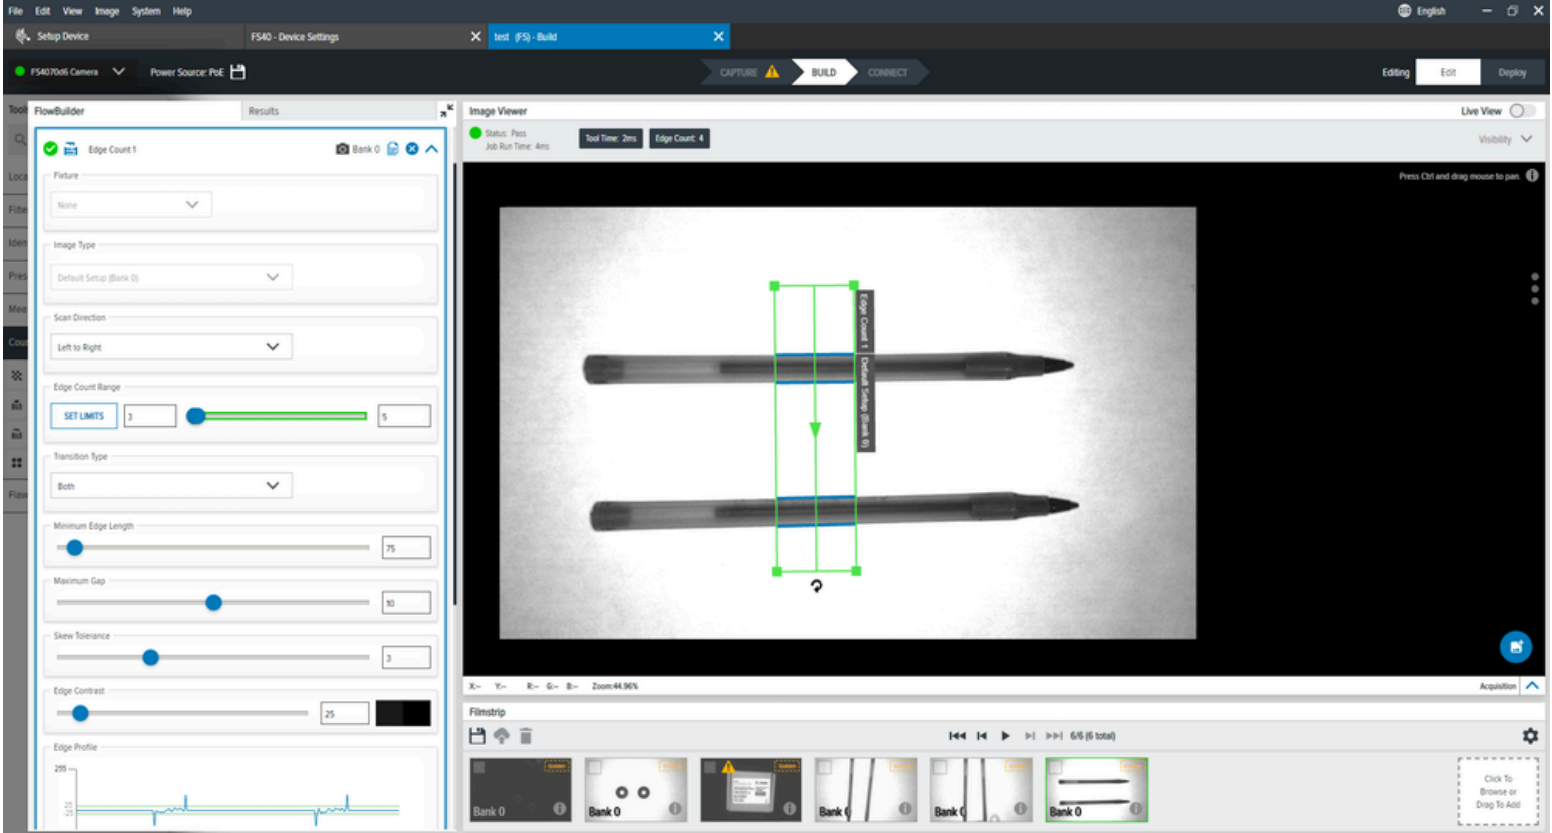 File Edit View Image System Help
English
Setup Device
FS40 - Device Settings
test (FS) - Build
FS4070d6 Camera
Power Source: PoE
CAPTURE
BUILD
CONNECT
Editing
Edit
Deploy
FlowBuilder
Results
Image Viewer
Live View
Status: Pass
Job Run Time: 4ms
Tool Time: 2ms
Edge Count: 4
Visibility
Press Ctrl and drag mouse to pan.
Edge Count 1
Bank 0
Fixture
None
Image Type
Default Setup (Bank 0)
Scan Direction
Left to Right
Edge Count Range
SET LIMITS
3
5
Transition Type
Both
Minimum Edge Length
75
Maximum Gap
10
Skew Tolerance
3
Edge Contrast
25
Edge Profile
255
25
-25
Edge Count 1 Default Setup (Bank 0)
X:-- Y:-- R:-- G:-- B:-- Zoom:44.96%
Acquisition
Filmstrip
6/6 (6 total)
Bank 0
Bank 0
Bank
Bank
Bank 0
Click To
Browse or
Drag To Add